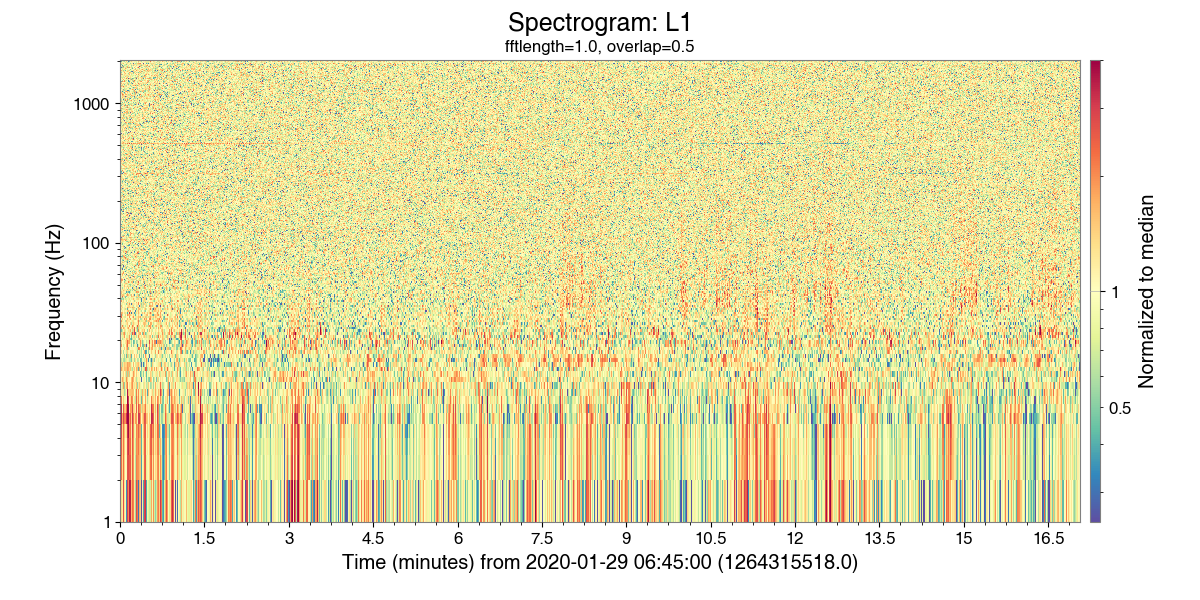 Spectrogram: L1
fftlength=1.0, overlap=0.5
1000
100
10
1
Frequency (Hz)
0 1.5 3 4.5 6 7.5 9 10.5 12 13.5 15 16.5
Time (minutes) from 2020-01-29 06:45:00 (1264315518.0)
1
0.5
Normalized to median